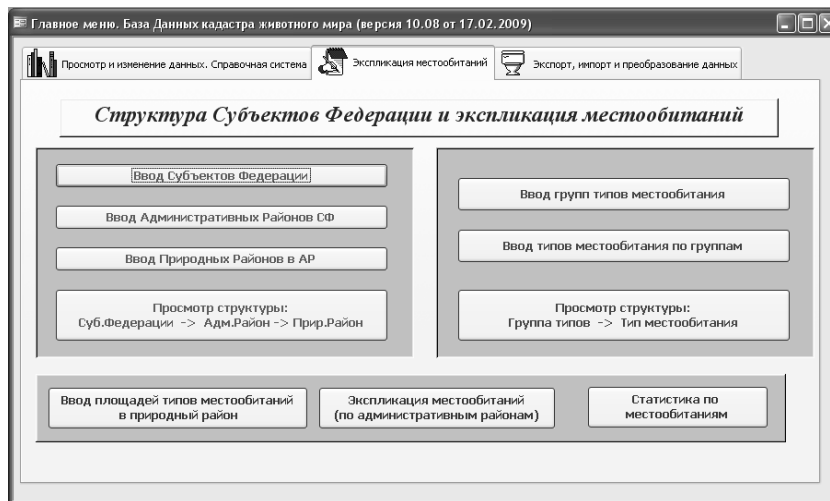 Главное меню. База Данных кадастра животного мира (версия 10.08 от 17.02.2009)
Просмотр и изменение данных. Справочная система
Экспликация местообитаний
Экспорт, импорт и преобразование данных
Структура Субъектов Федерации и экспликация местообитаний
Ввод Субъектов Федерации
Ввод Административных Районов СФ
Ввод Природных Районов в АР
Просмотр структуры:
Суб.Федерации -> Адм.Район -> Прир.Район
Ввод групп типов местообитания
Ввод типов местообитания по группам
Просмотр структуры:
Группа типов -> Тип местообитания
Ввод площадей типов местообитаний
в природный район
Экспликация местообитаний
(по административным районам)
Статистика по
местообитаниям